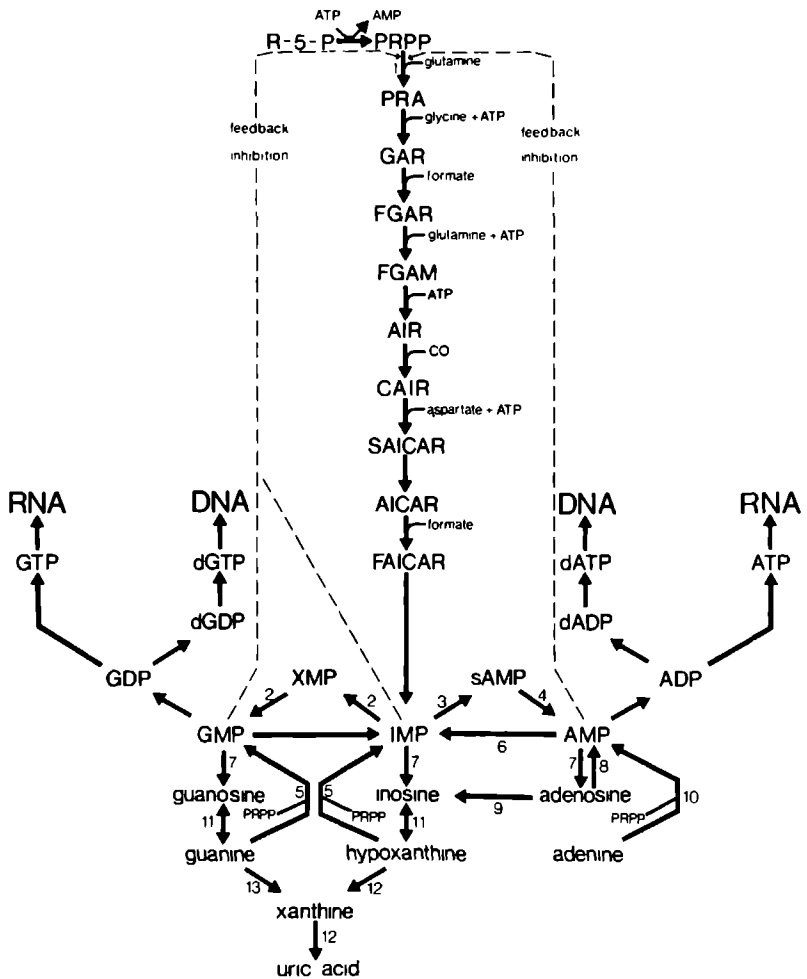 ATP AMP
R-5-P PRPP
glutamine
PRA
glycine + ATP
feedback feedback
inhibition inhibition
GAR
formate
FGAR
glutamine + ATP
FGAM
ATP
AIR
CO
CAIR
aspartate + ATP
SAICAR
RNA DNA AICAR DNA RNA
formate
GTP dGTP FAICAR dATP ATP
dGDP dADP
GDP XMP sAMP ADP
2 2 3 4
GMP IMP AMP
6
7 7 7 8
guanosine 5 5 inosine adenosine 10
PRPP PRPP 9 PRPP
11 11
guanine hypoxanthine adenine
13 12
xanthine
12
uric acid